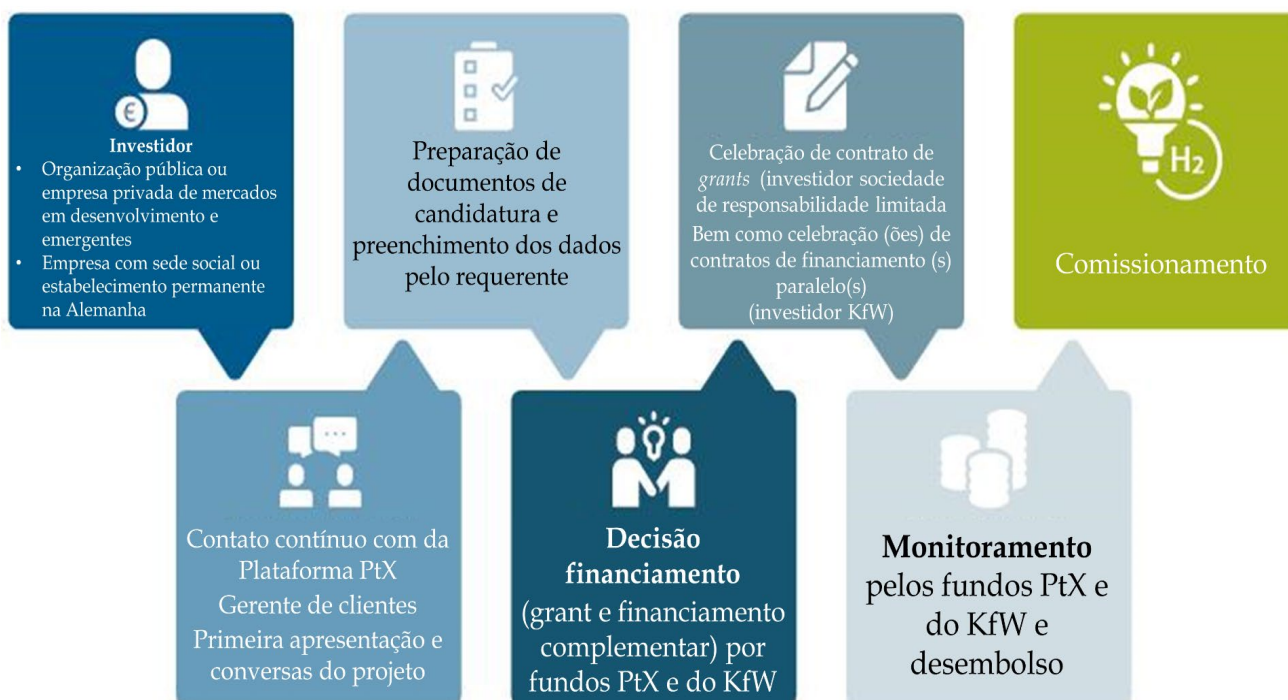 €
Investidor
• Organização pública ou
empresa privada de mercados
em desenvolvimento e
emergentes
• Empresa com sede social ou
estabelecimento permanente
na Alemanha
Contato contínuo com da
Plataforma PtX
Gerente de clientes
Primeira apresentação e
conversas do projeto
Preparação de
documentos de
candidatura e
preenchimento dos dados
pelo requerente
Decisão
financiamento
(grant e financiamento
complementar) por
fundos PtX e do KfW
Celebração de contrato de
grants (investidor sociedade
de responsabilidade limitada
Bem como celebração (ões) de
contratos de financiamento (s)
paralelo(s)
(investidor KfW)
Monitoramento
pelos fundos PtX e
do KfW e
desembolso
H2
Comissionamento